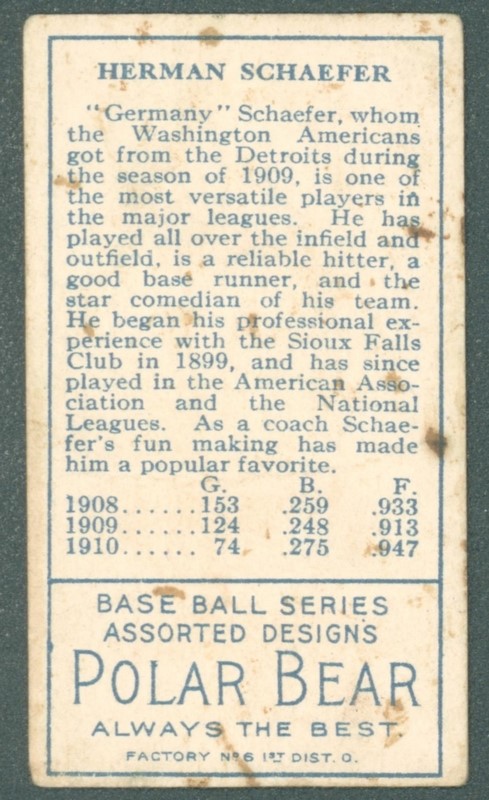 HERMAN SCHAEFER
"Germany" Schaefer, whom
the Washington Americans
got from the Detroits during
the season of 1909, is one of
the most versatile players in
the major leagues. He has
played all over the infield and
outfield, is a reliable hitter, a
good base runner, and the
star comedian of his team.
He began his professional ex-
perience with the Sioux Falls
Club in 1899, and has since
played in the American Asso-
ciation and the National
Leagues. As a coach Schae-
fer's fun making has made
him a popular favorite.
G. B. F.
1908......153 .259 .933
1909......124 .248 .913
1910......74 .275 .947
BASE BALL SERIES
ASSORTED DESIGNS
POLAR BEAR
ALWAYS THE BEST.
FACTORY Nº 6 1ST DIST. O.